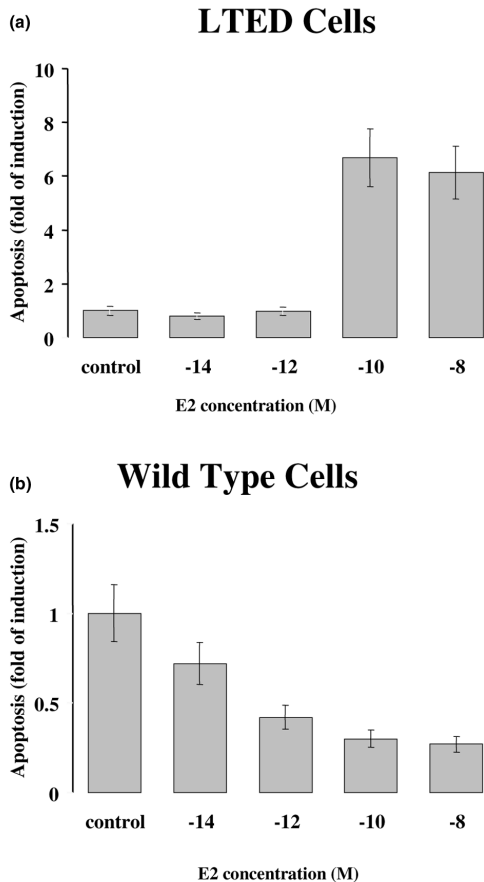 (a)
LTED Cells
Apoptosis (fold of induction)
10
8
6
4
2
0
control -14 -12 -10 -8
E2 concentration (M)
(b)
Wild Type Cells
Apoptosis (fold of induction)
1.5
1
0.5
0
control -14 -12 -10 -8
E2 concentration (M)